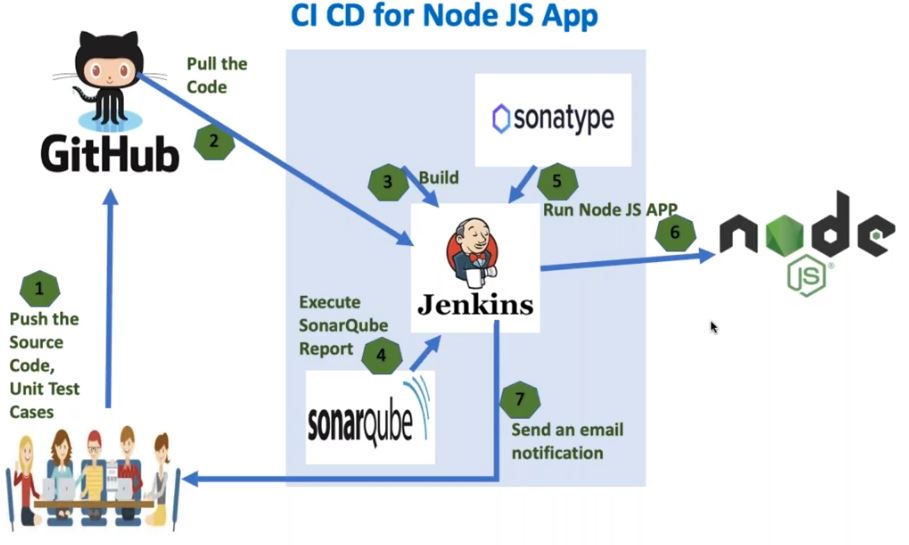 CI CD for Node JS App
Pull the
Code
GitHub
2
sonatype
3
Build
5
Run Node JS APP
6
node
JS
®
Jenkins
1
Push the
Source
Code,
Unit Test
Cases
Execute
SonarQube
Report
4
sonarqube
7
Send an email
notification